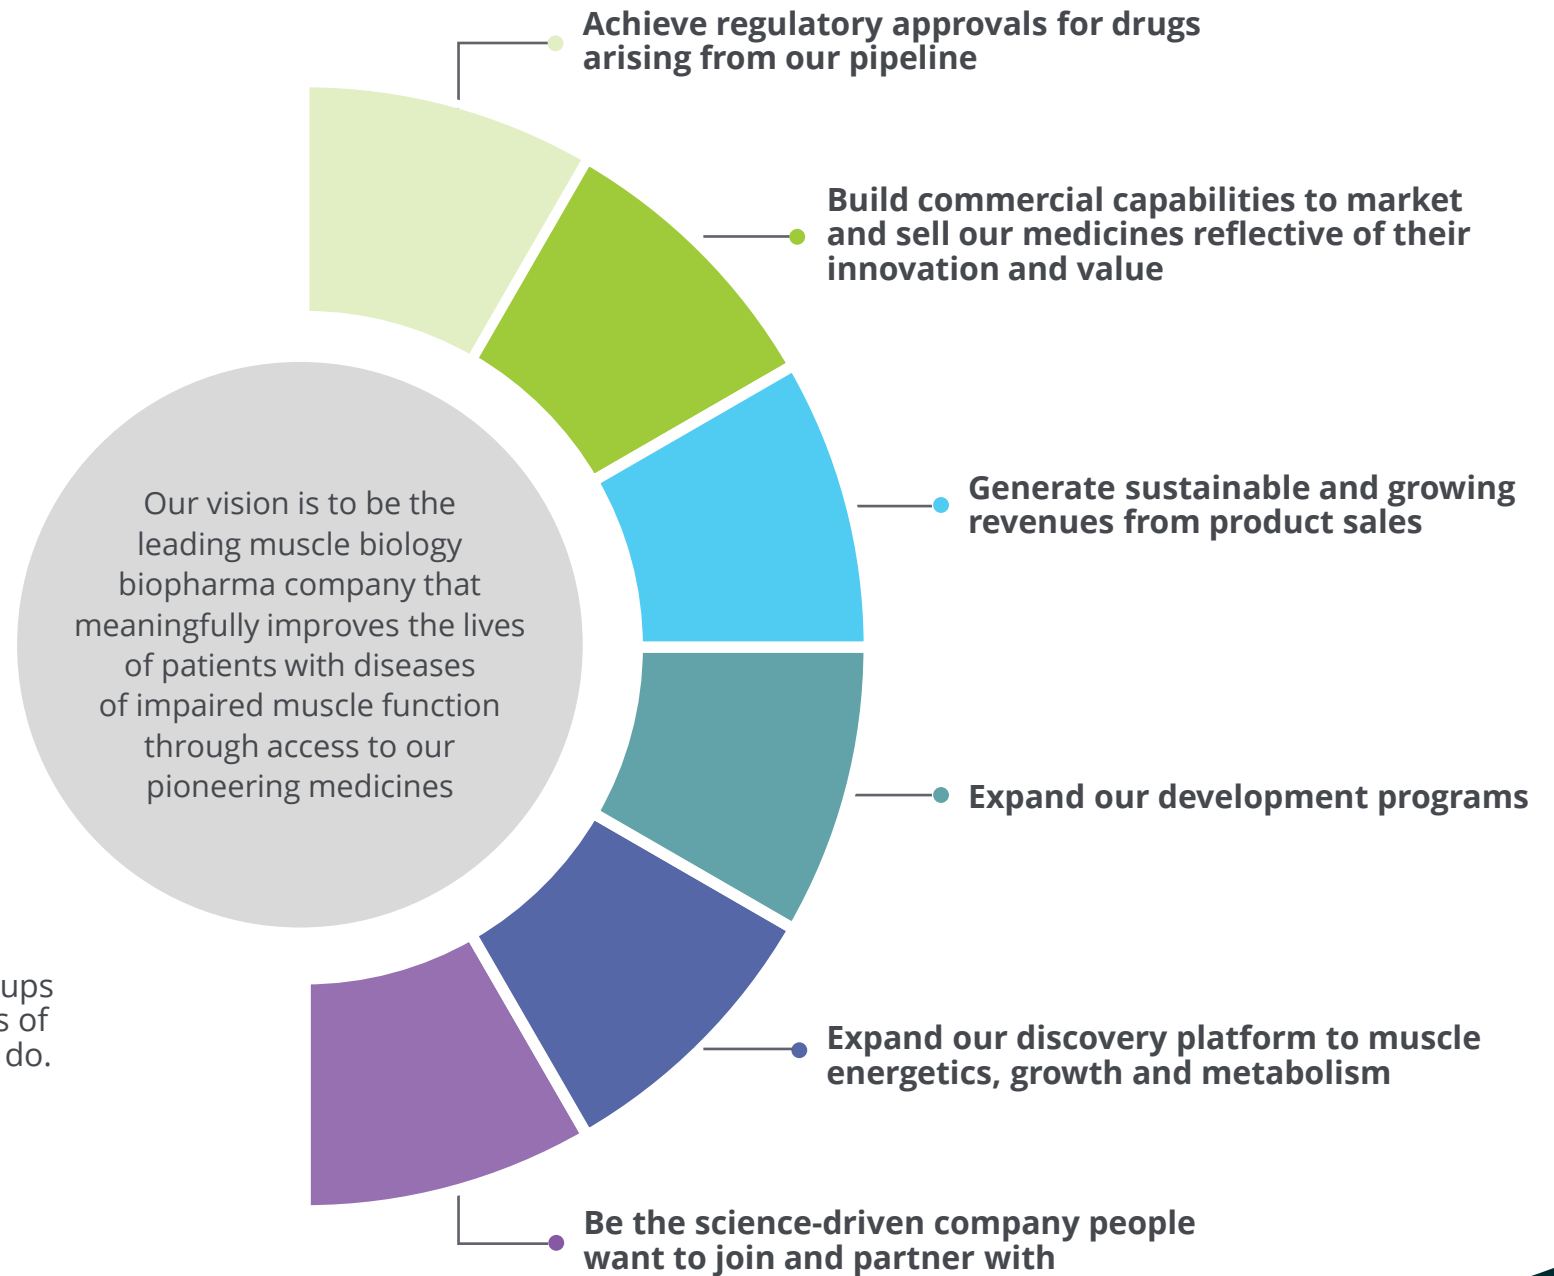 Achieve regulatory approvals for drugs
arising from our pipeline
Build commercial capabilities to market
and sell our medicines reflective of their
innovation and value
Generate sustainable and growing
revenues from product sales
Our vision is to be the
leading muscle biology
biopharma company that
meaningfully improves the lives
of patients with diseases
of impaired muscle function
through access to our
pioneering medicines
Expand our development programs
ups
s of
do.
Expand our discovery platform to muscle
energetics, growth and metabolism
Be the science-driven company people
want to join and partner with